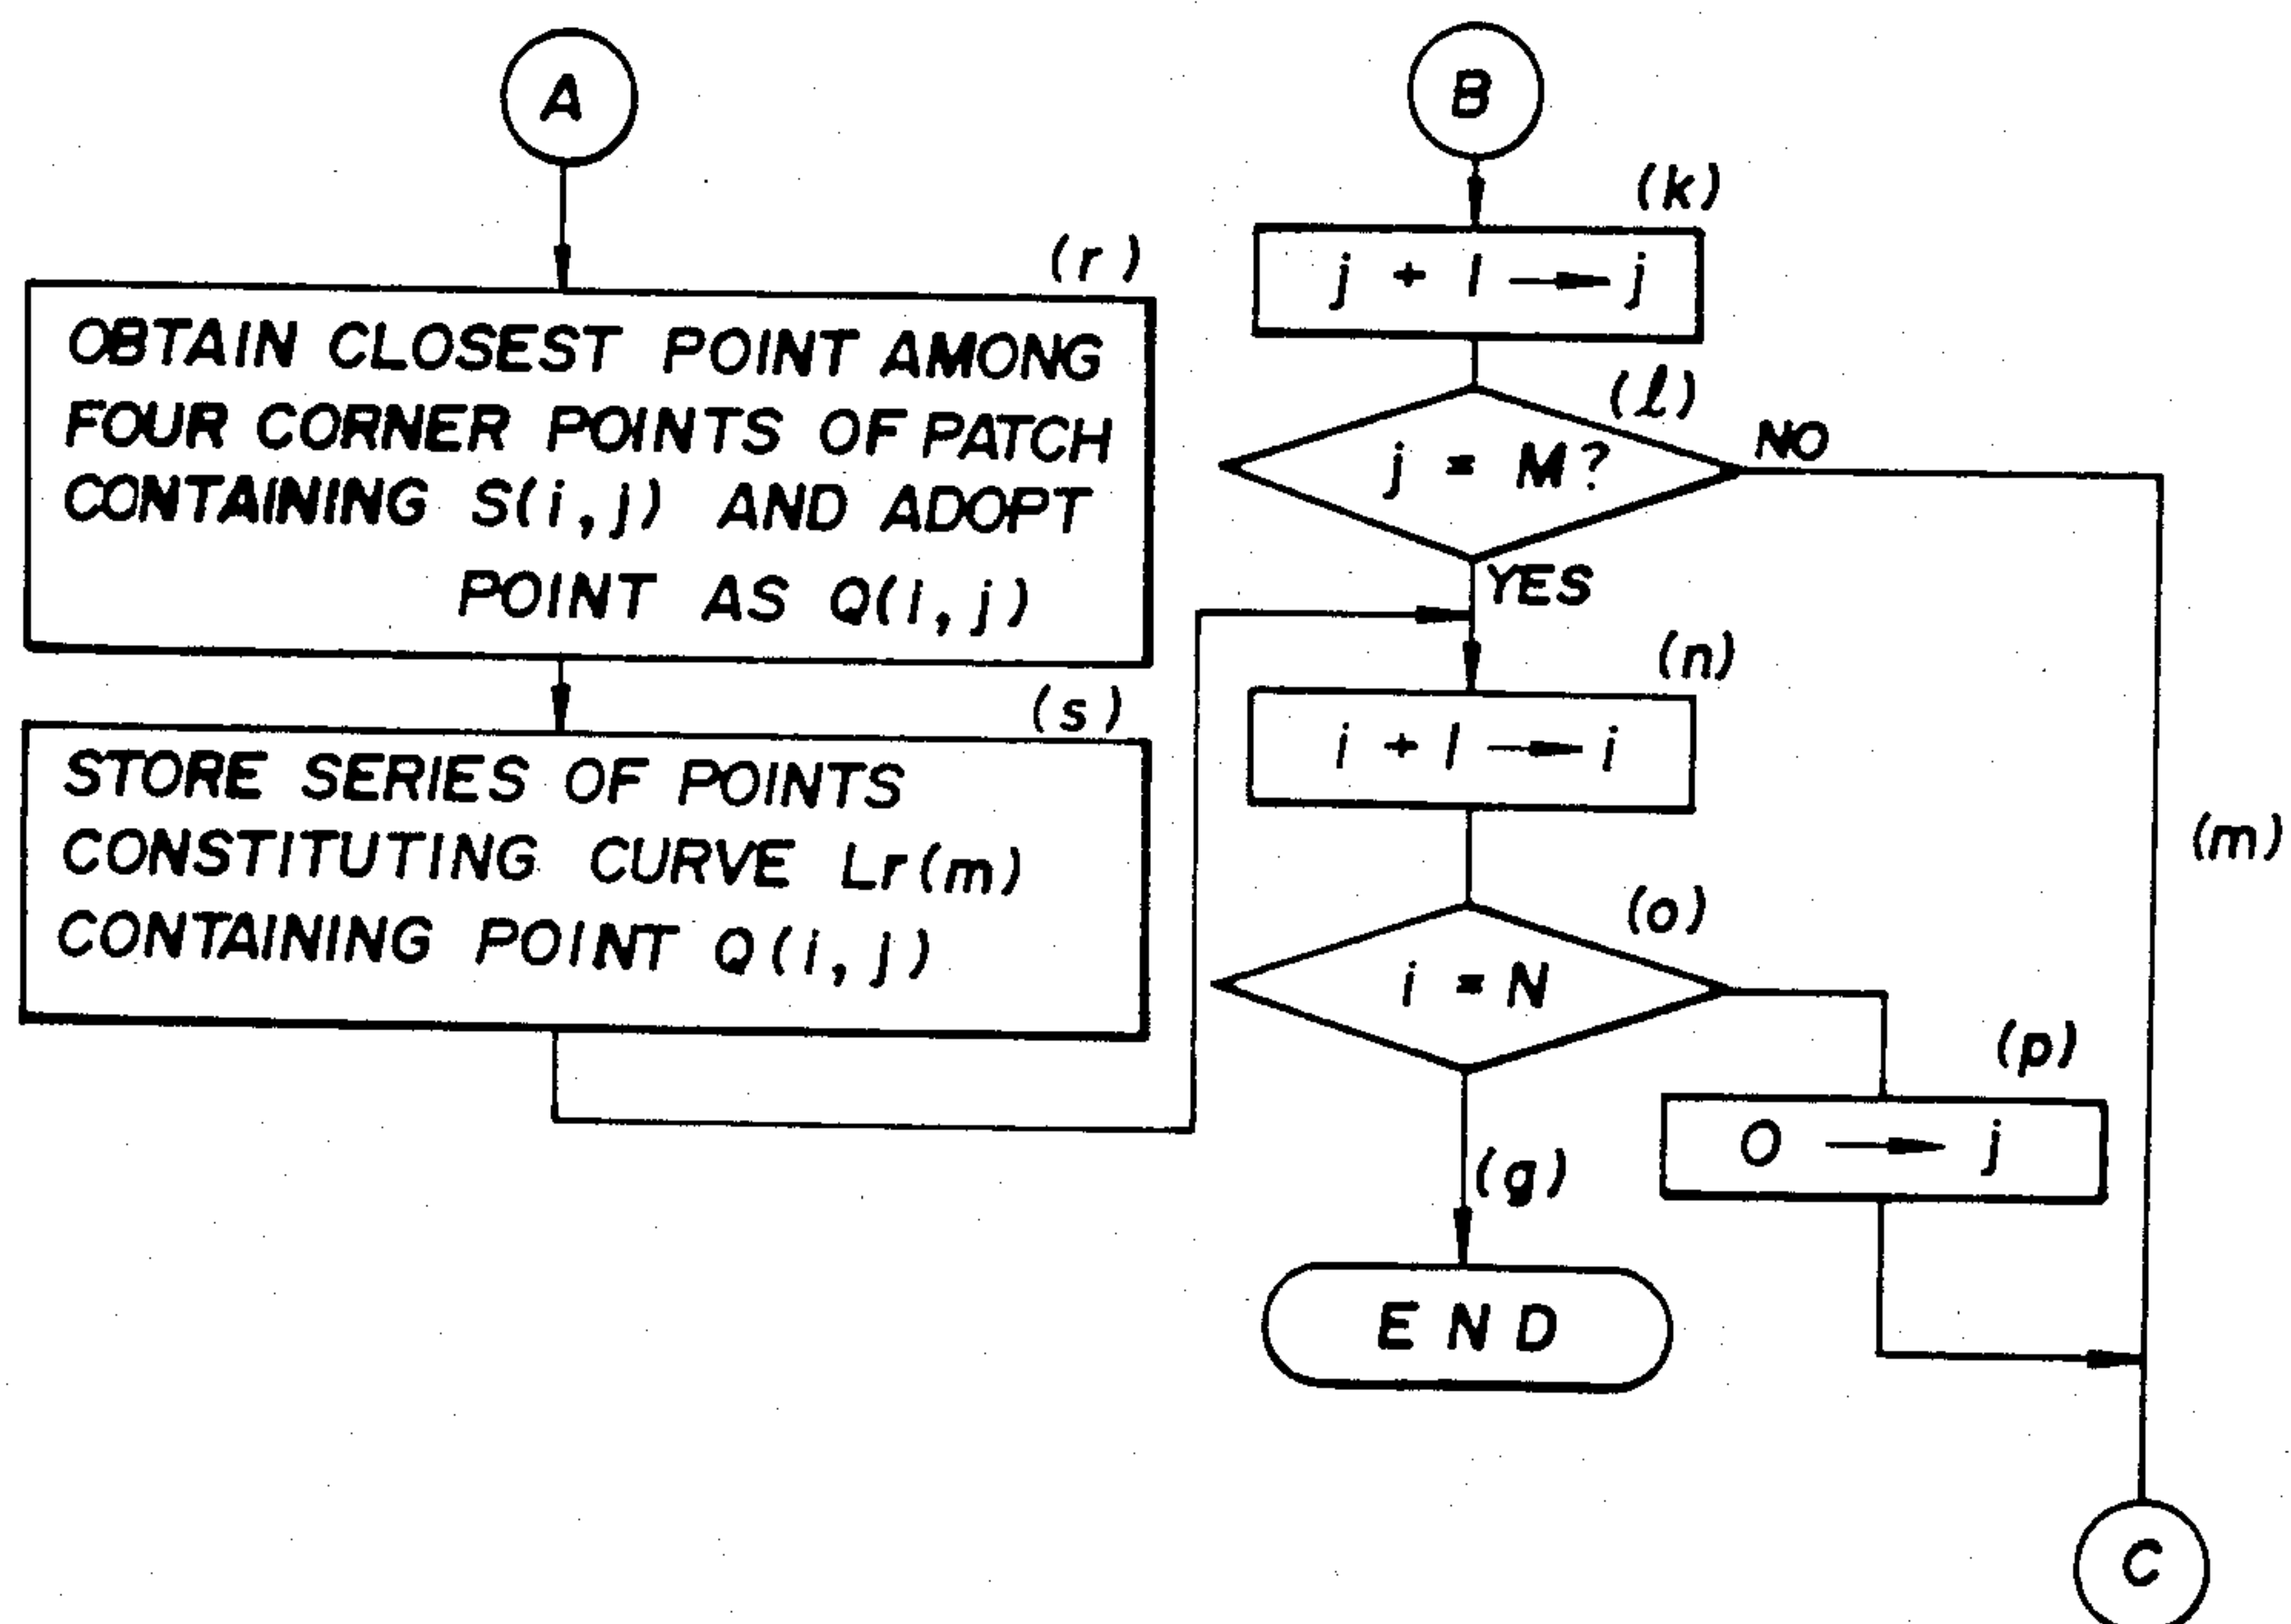 A
(r)
OBTAIN CLOSEST POINT AMONG
FOUR CORNER POINTS OF PATCH
CONTAINING S(i,j) AND ADOPT
POINT AS Q(i,j)
(s)
STORE SERIES OF POINTS
CONSTITUTING CURVE Lr(m)
CONTAINING POINT Q(i,j)
B
(k)
j + 1 → j
(l)
j = M?
NO
YES
(n)
i + 1 → i
(m)
(o)
i = N
(p)
0 → j
(q)
END
C